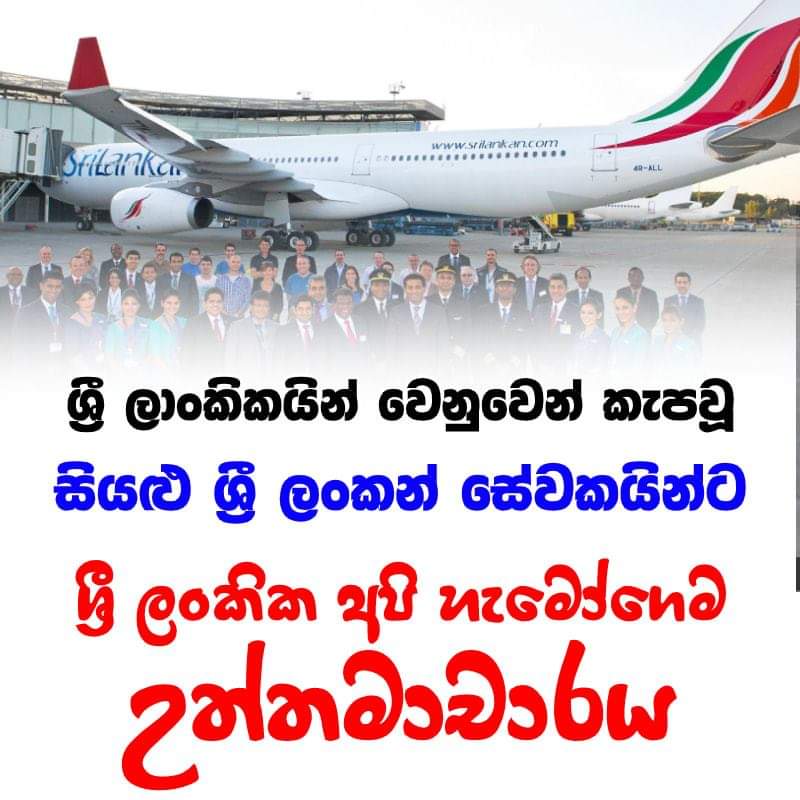 SriLankan
www.srilankan.com
4R-ALL
ශ්‍රී ලාංකිකයින් වෙනුවෙන් කැපවූ
සියළු ශ්‍රී ලංකන් සේවකයින්ට
ශ්‍රී ලංකික අපි හැමෝගෙම
උත්තමාචාරය